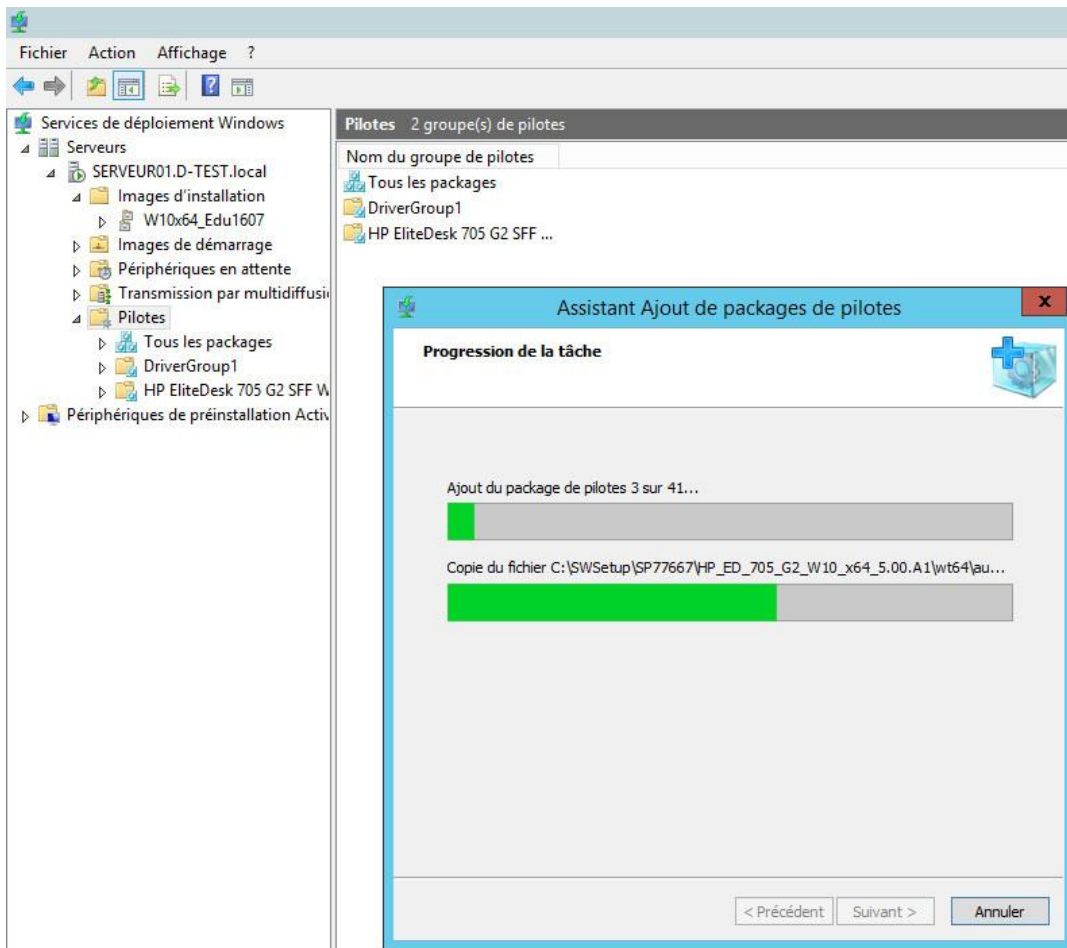 Fichier Action Affichage ?
Services de déploiement Windows
Serveurs
SERVEUR01.D-TEST.local
Images d'installation
W10x64_Edu1607
Images de démarrage
Périphériques en attente
Transmission par multidiffusi
Pilotes
Tous les packages
DriverGroup1
HP EliteDesk 705 G2 SFF W
Périphériques de préinstallation Activ
Pilotes 2 groupe(s) de pilotes
Nom du groupe de pilotes
Tous les packages
DriverGroup1
HP EliteDesk 705 G2 SFF ...
Assistant Ajout de packages de pilotes
x
Progression de la tâche
Ajout du package de pilotes 3 sur 41...
Copie du fichier C:\SWSetup\SP77667\HP_ED_705_G2_W10_x64_5.00.A1\wt64\au...
< Précédent Suivant > Annuler